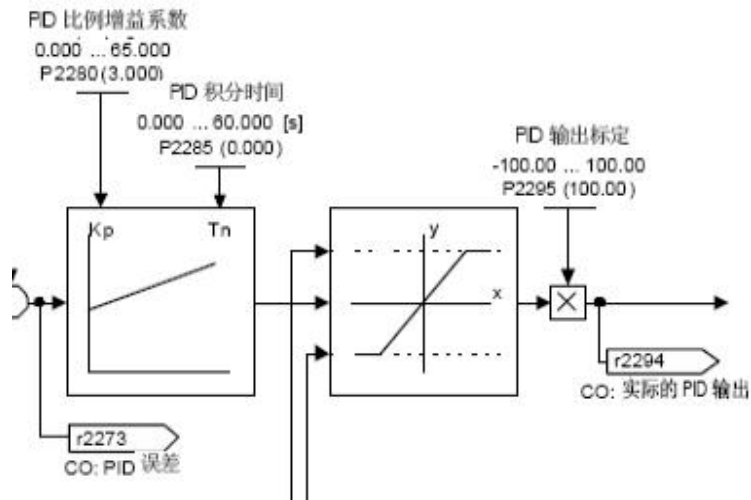 PID 比例增益系数
0.000 ... 65.000
P2280 (3.000)
PID 积分时间
0.000 ... 60.000 [s]
P2285 (0.000)
PID 输出标定
-100.00 ... 100.00
P2295 (100.00)
Kp Tn
y
x
r2294
CO: 实际的 PID 输出
r2273
CO: PID 误差